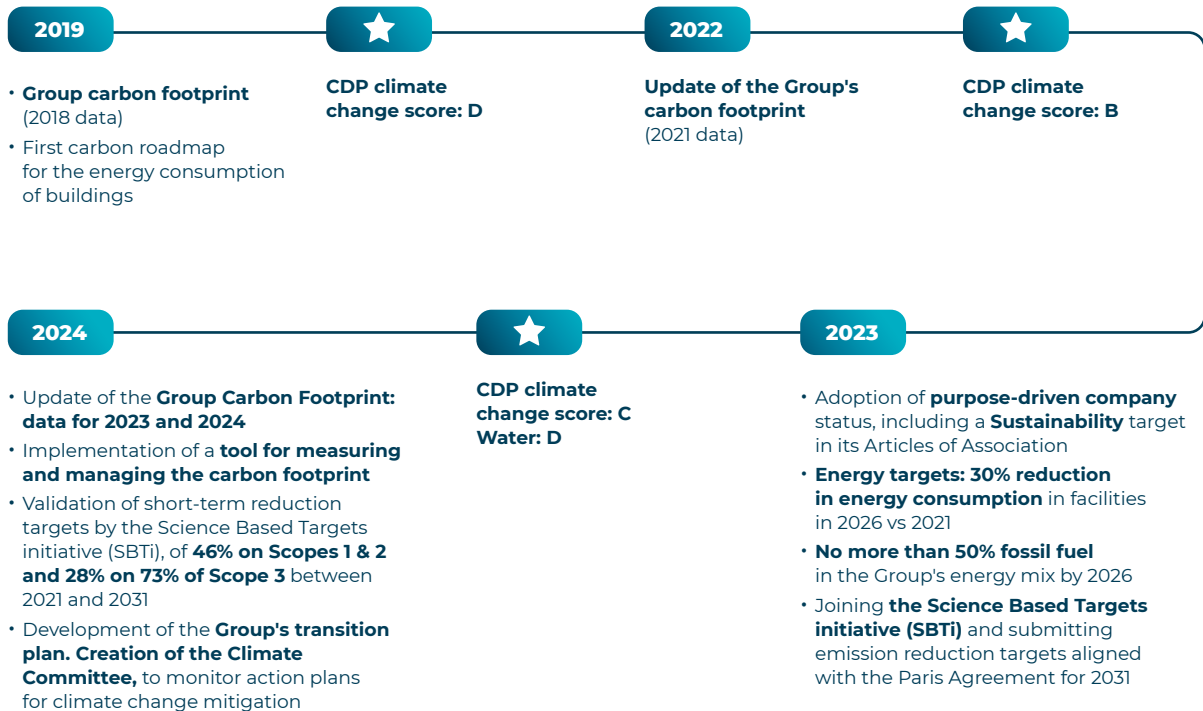 2019
• Group carbon footprint
(2018 data)
• First carbon roadmap
for the energy consumption
of buildings
CDP climate
change score: D
2022
Update of the Group's
carbon footprint
(2021 data)
CDP climate
change score: B
2023
• Adoption of purpose-driven company
status, including a Sustainability target
in its Articles of Association
• Energy targets: 30% reduction
in energy consumption in facilities
in 2026 vs 2021
• No more than 50% fossil fuel
in the Group's energy mix by 2026
• Joining the Science Based Targets
initiative (SBTi) and submitting
emission reduction targets aligned
with the Paris Agreement for 2031
CDP climate
change score: C
Water: D
2024
• Update of the Group Carbon Footprint:
data for 2023 and 2024
• Implementation of a tool for measuring
and managing the carbon footprint
• Validation of short-term reduction
targets by the Science Based Targets
initiative (SBTi), of 46% on Scopes 1 & 2
and 28% on 73% of Scope 3 between
2021 and 2031
• Development of the Group's transition
plan. Creation of the Climate
Committee, to monitor action plans
for climate change mitigation